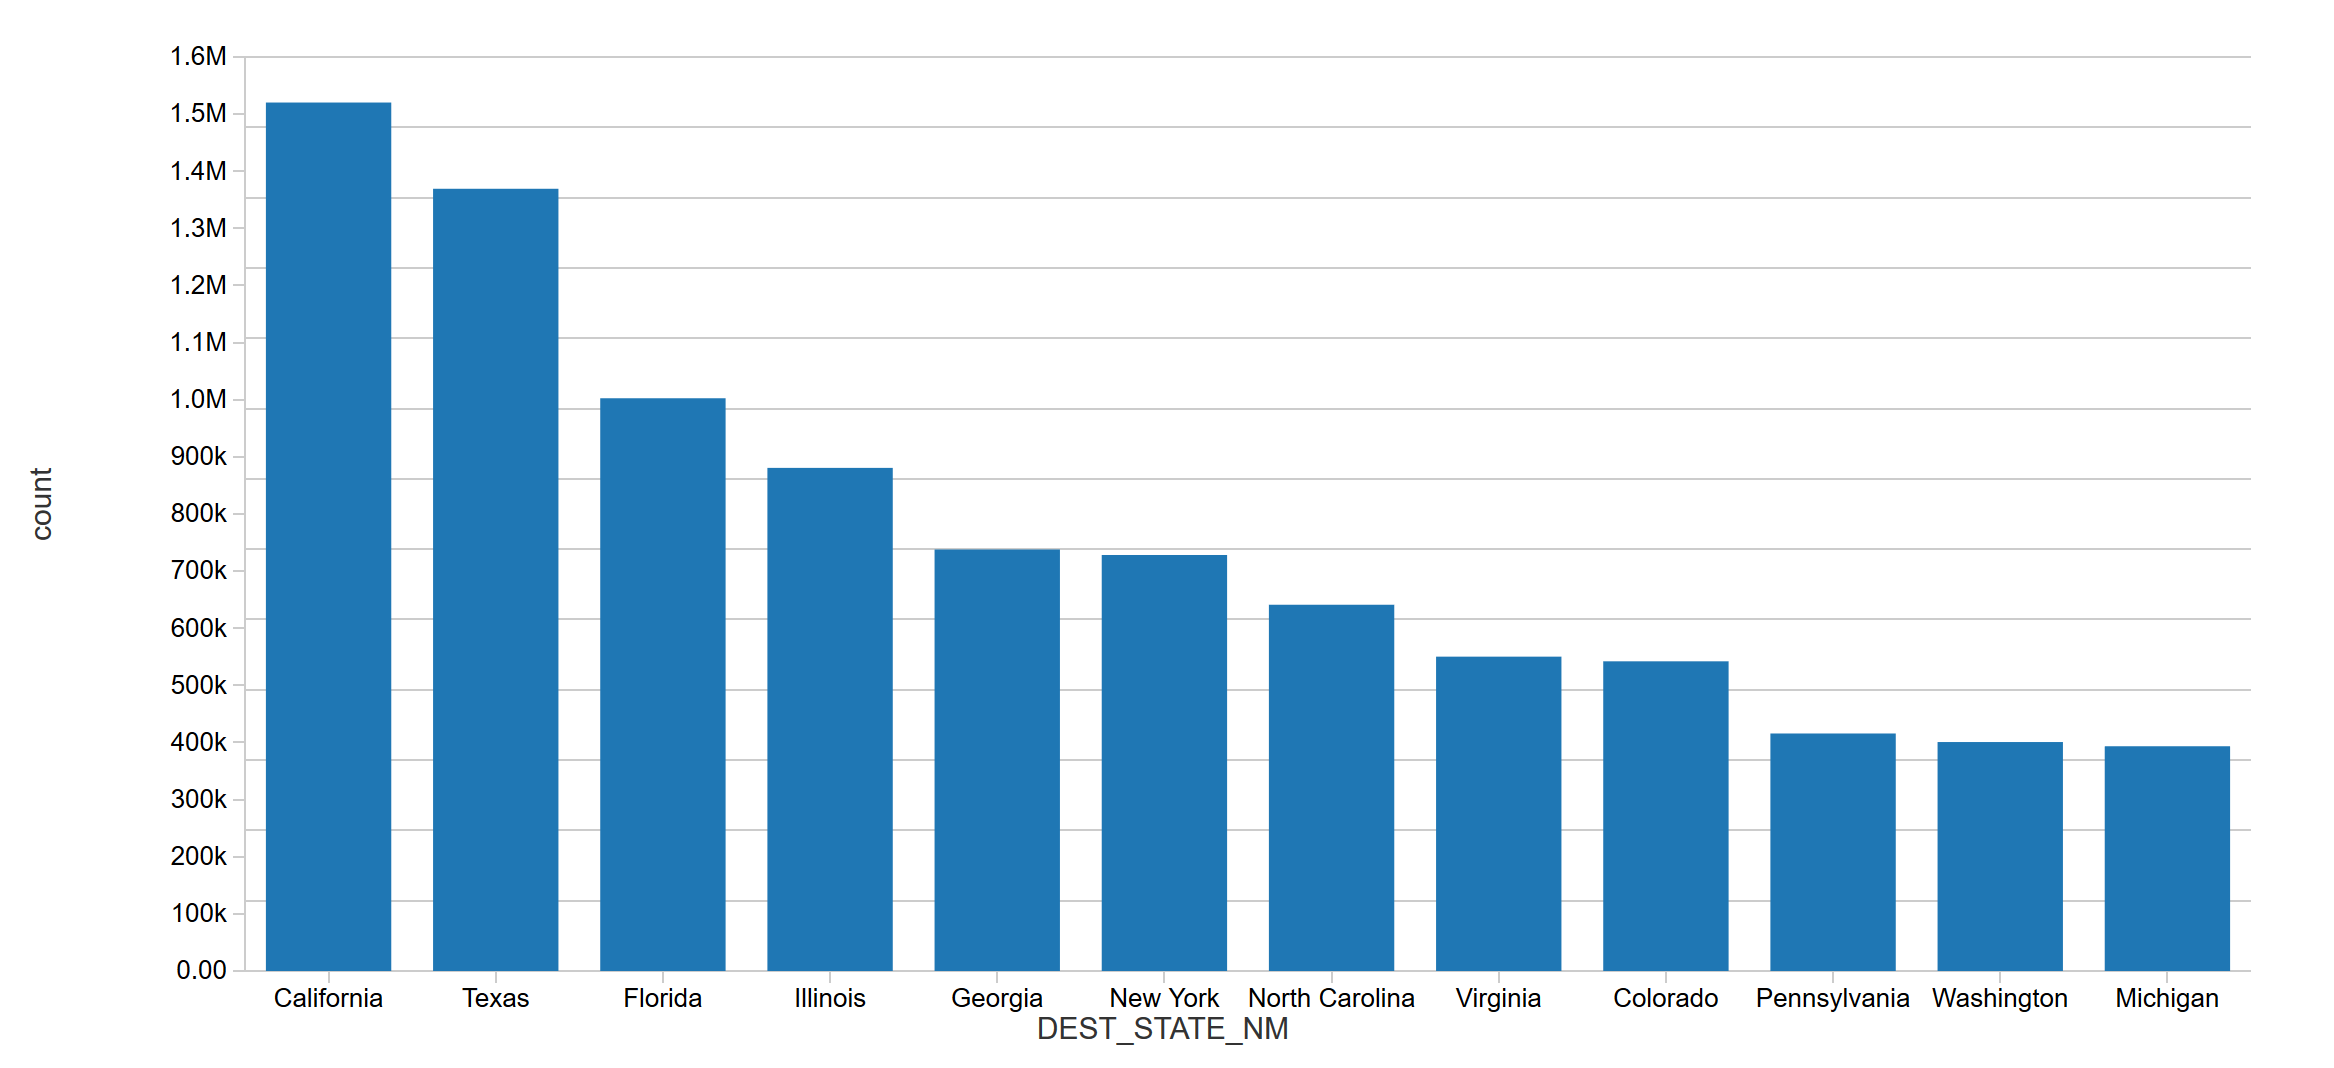 1.6M
1.5M
1.4M
1.3M
1.2M
1.1M
1.0M
900k
800k
700k
600k
500k
400k
300k
200k
100k
0.00
count
California Texas Florida Illinois Georgia New York North Carolina Virginia Colorado Pennsylvania Washington Michigan
DEST_STATE_NM